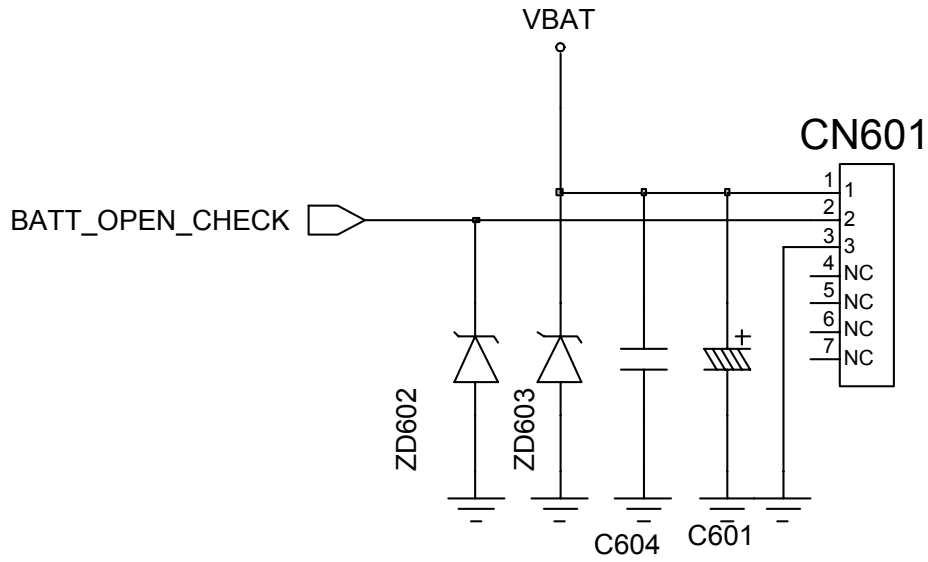 VBAT
CN601
BATT_OPEN_CHECK
1 1
2 2
3 3
4 NC
5 NC
6 NC
7 NC
+
ZD602
ZD603
C604
C601